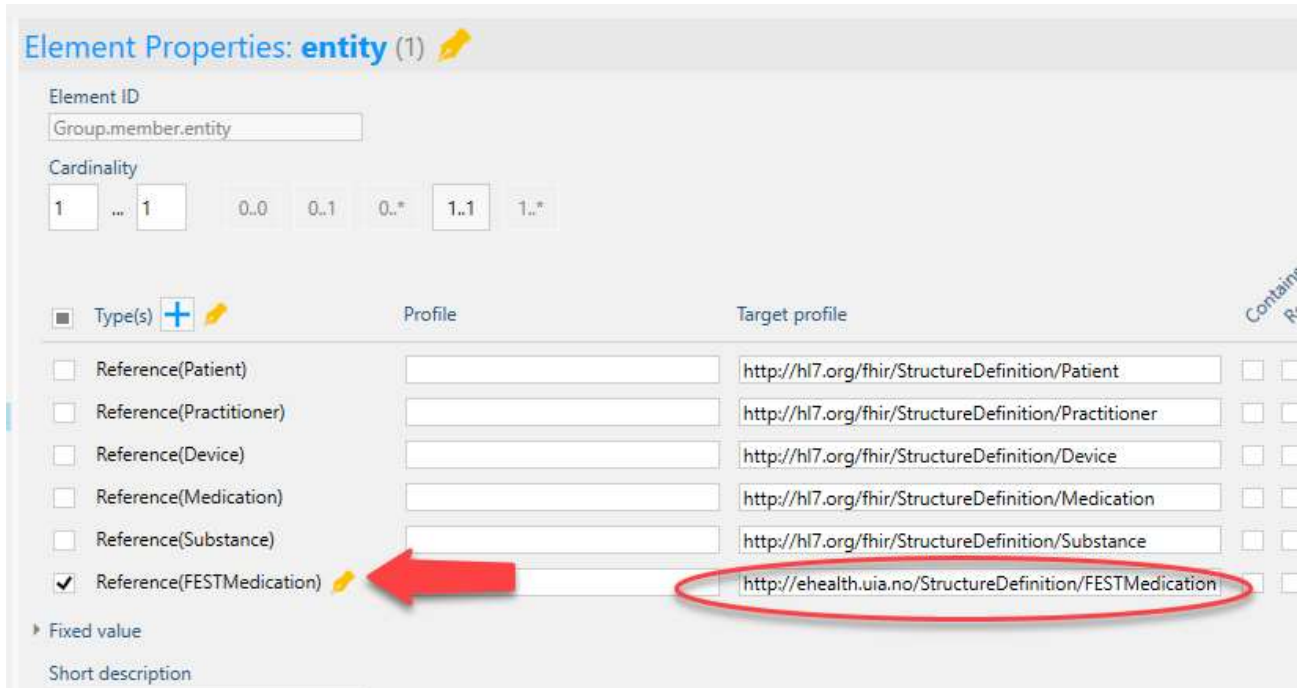 Element Properties: entity (1)
Element ID
Group.member.entity
Cardinality
1 ... 1 0..0 0..1 0..* 1..1 1..*
Type(s) Profile Target profile
Reference(Patient) http://hl7.org/fhir/StructureDefinition/Patient
Reference(Practitioner) http://hl7.org/fhir/StructureDefinition/Practitioner
Reference(Device) http://hl7.org/fhir/StructureDefinition/Device
Reference(Medication) http://hl7.org/fhir/StructureDefinition/Medication
Reference(Substance) http://hl7.org/fhir/StructureDefinition/Substance
Reference(FESTMedication) http://ehealth.uia.no/StructureDefinition/FESTMedication
Fixed value
Short description